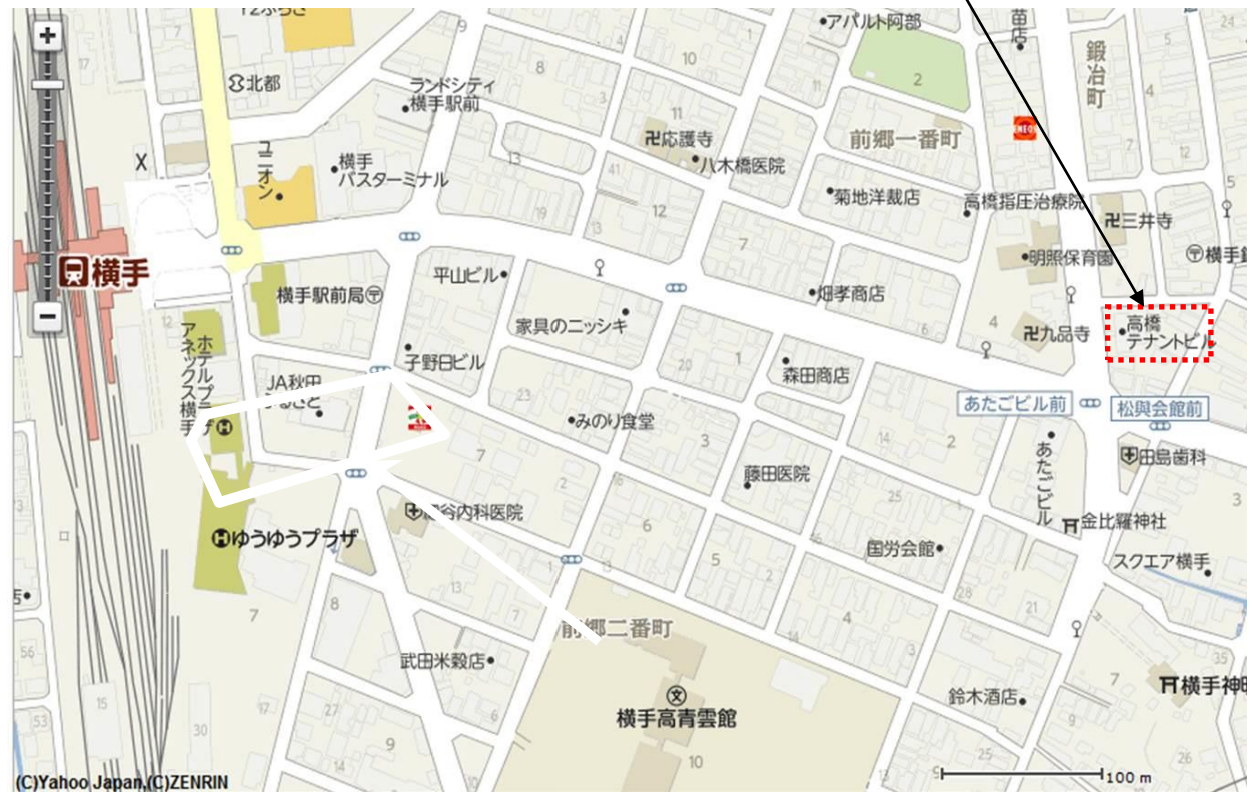 アパルト阿部
苗店
北都
ランドシティ
横手駅前
鍛冶町
卍応護寺
八木橋医院
前郷一番町
ENEOS
ユニオン
横手
バスターミナル
菊地洋裁店
高橋指圧治療院
卍三井寺
横手
平山ビル
横手駅前局
畑孝商店
明照保育園
〒横手鍛
家具のニッシキ
卍九品寺
高橋
テナントビル
ホテルプラザ
アネックス横手
子野日ビル
JA秋田
森田商店
あたごビル前
松與会館前
みのり食堂
藤田医院
あたごビル
田島歯科
金比羅神社
内科医院
ゆうゆうプラザ
国労会館
スクエア横手
前郷二番町
武田米穀店
横手高青雲館
鈴木酒店
横手神明
(C)Yahoo Japan,(C)ZENRIN
100 m